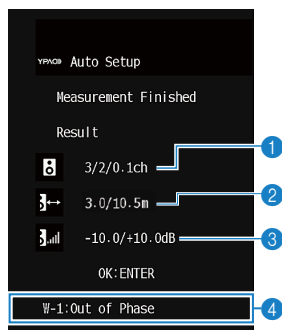 YPAO Auto Setup
Measurement Finished
Result
3/2/0.1ch 1
3.0/10.5m 2
-10.0/+10.0dB 3
OK:ENTER
W-1:Out of Phase 4